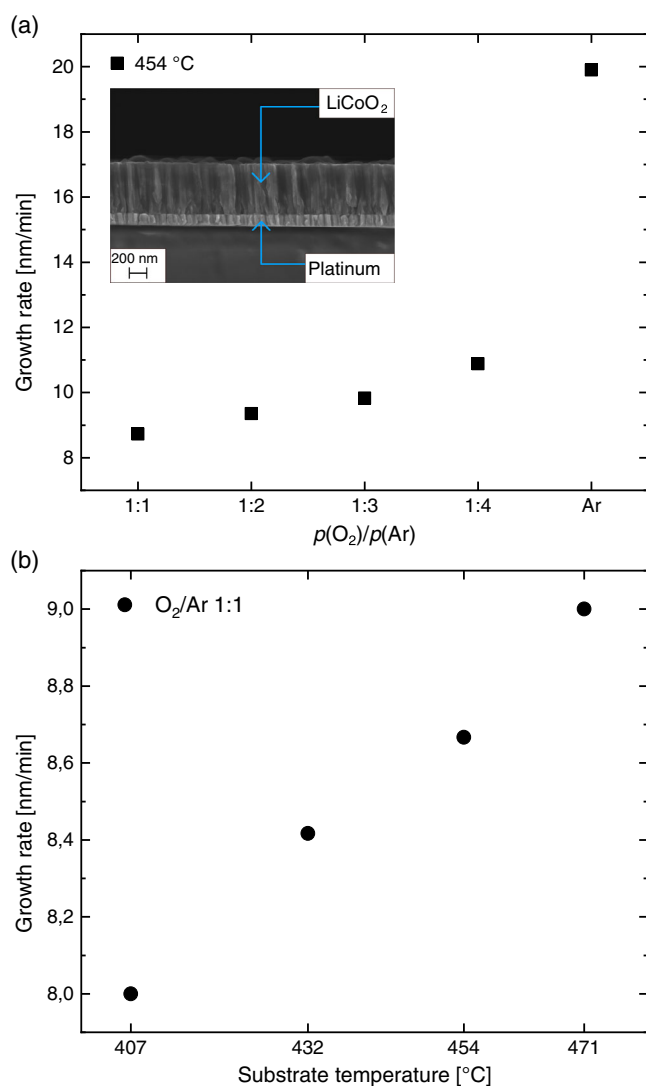 (a)
454 °C
LiCoO₂
Platinum
200 nm
20
18
16
14
12
10
8
Growth rate [nm/min]
1:1 1:2 1:3 1:4 Ar
p(O₂)/p(Ar)
(b)
O₂/Ar 1:1
9,0
8,8
8,6
8,4
8,2
8,0
Growth rate [nm/min]
407 432 454 471
Substrate temperature [°C]